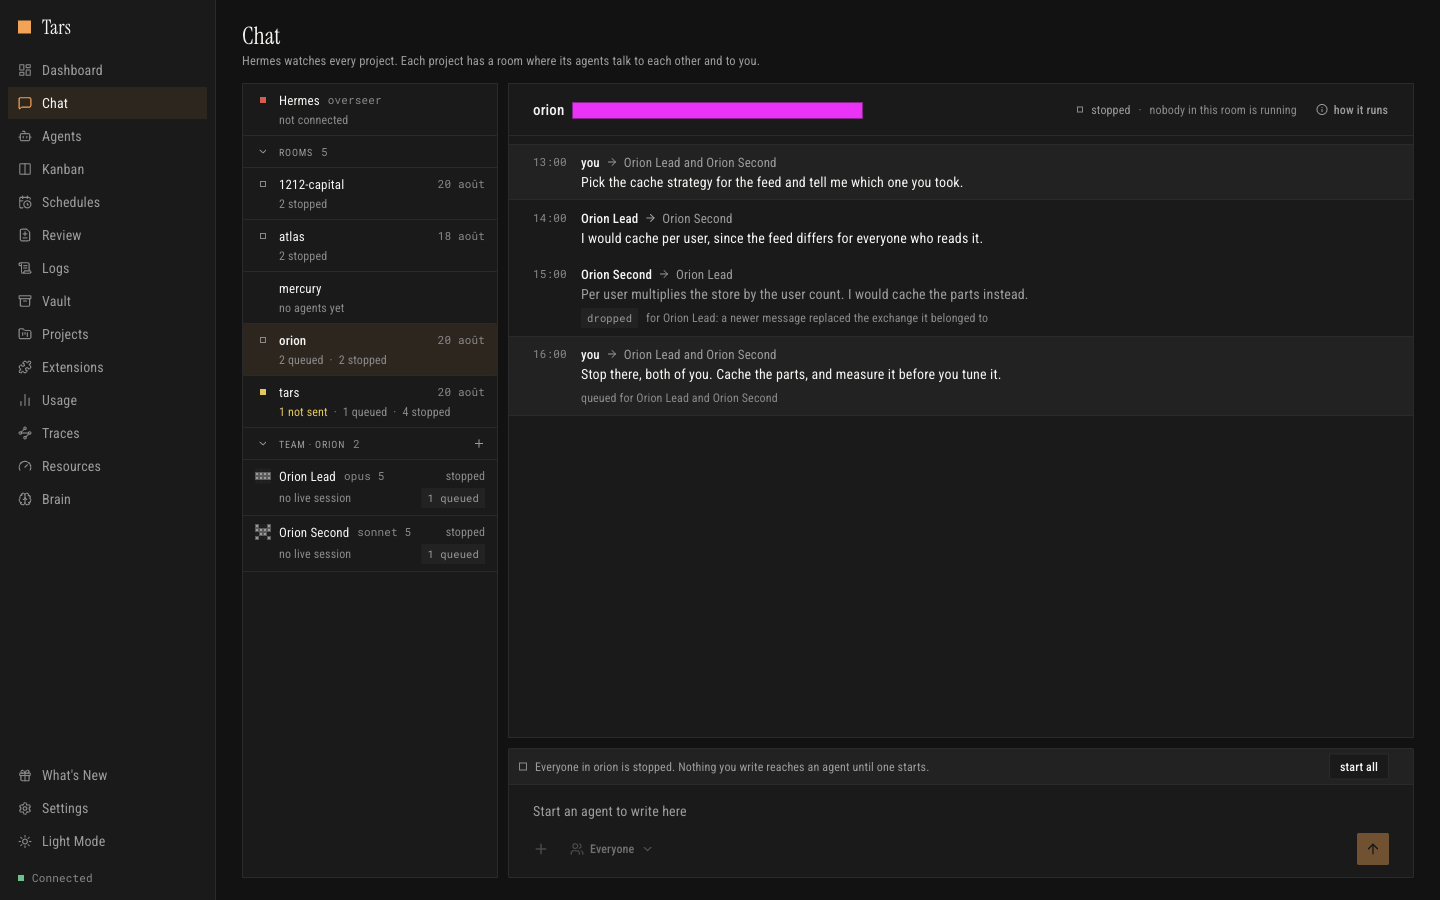 Tars
Dashboard
Chat
Agents
Kanban
Schedules
Review
Logs
Vault
Projects
Extensions
Usage
Traces
Resources
Brain
What's New
Settings
Light Mode
Connected
Chat
Hermes watches every project. Each project has a room where its agents talk to each other and to you.
Hermes overseer
not connected
ROOMS 5
1212-capital 20 août
2 stopped
atlas 18 août
2 stopped
mercury
no agents yet
orion 20 août
2 queued · 2 stopped
tars 20 août
1 not sent · 1 queued · 4 stopped
TEAM · ORION 2
Orion Lead opus 5 stopped
no live session 1 queued
Orion Second sonnet 5 stopped
no live session 1 queued
orion stopped · nobody in this room is running how it runs
13:00 you → Orion Lead and Orion Second
Pick the cache strategy for the feed and tell me which one you took.
14:00 Orion Lead → Orion Second
I would cache per user, since the feed differs for everyone who reads it.
15:00 Orion Second → Orion Lead
Per user multiplies the store by the user count. I would cache the parts instead.
dropped for Orion Lead: a newer message replaced the exchange it belonged to
16:00 you → Orion Lead and Orion Second
Stop there, both of you. Cache the parts, and measure it before you tune it.
queued for Orion Lead and Orion Second
Everyone in orion is stopped. Nothing you write reaches an agent until one starts. start all
Start an agent to write here
Everyone